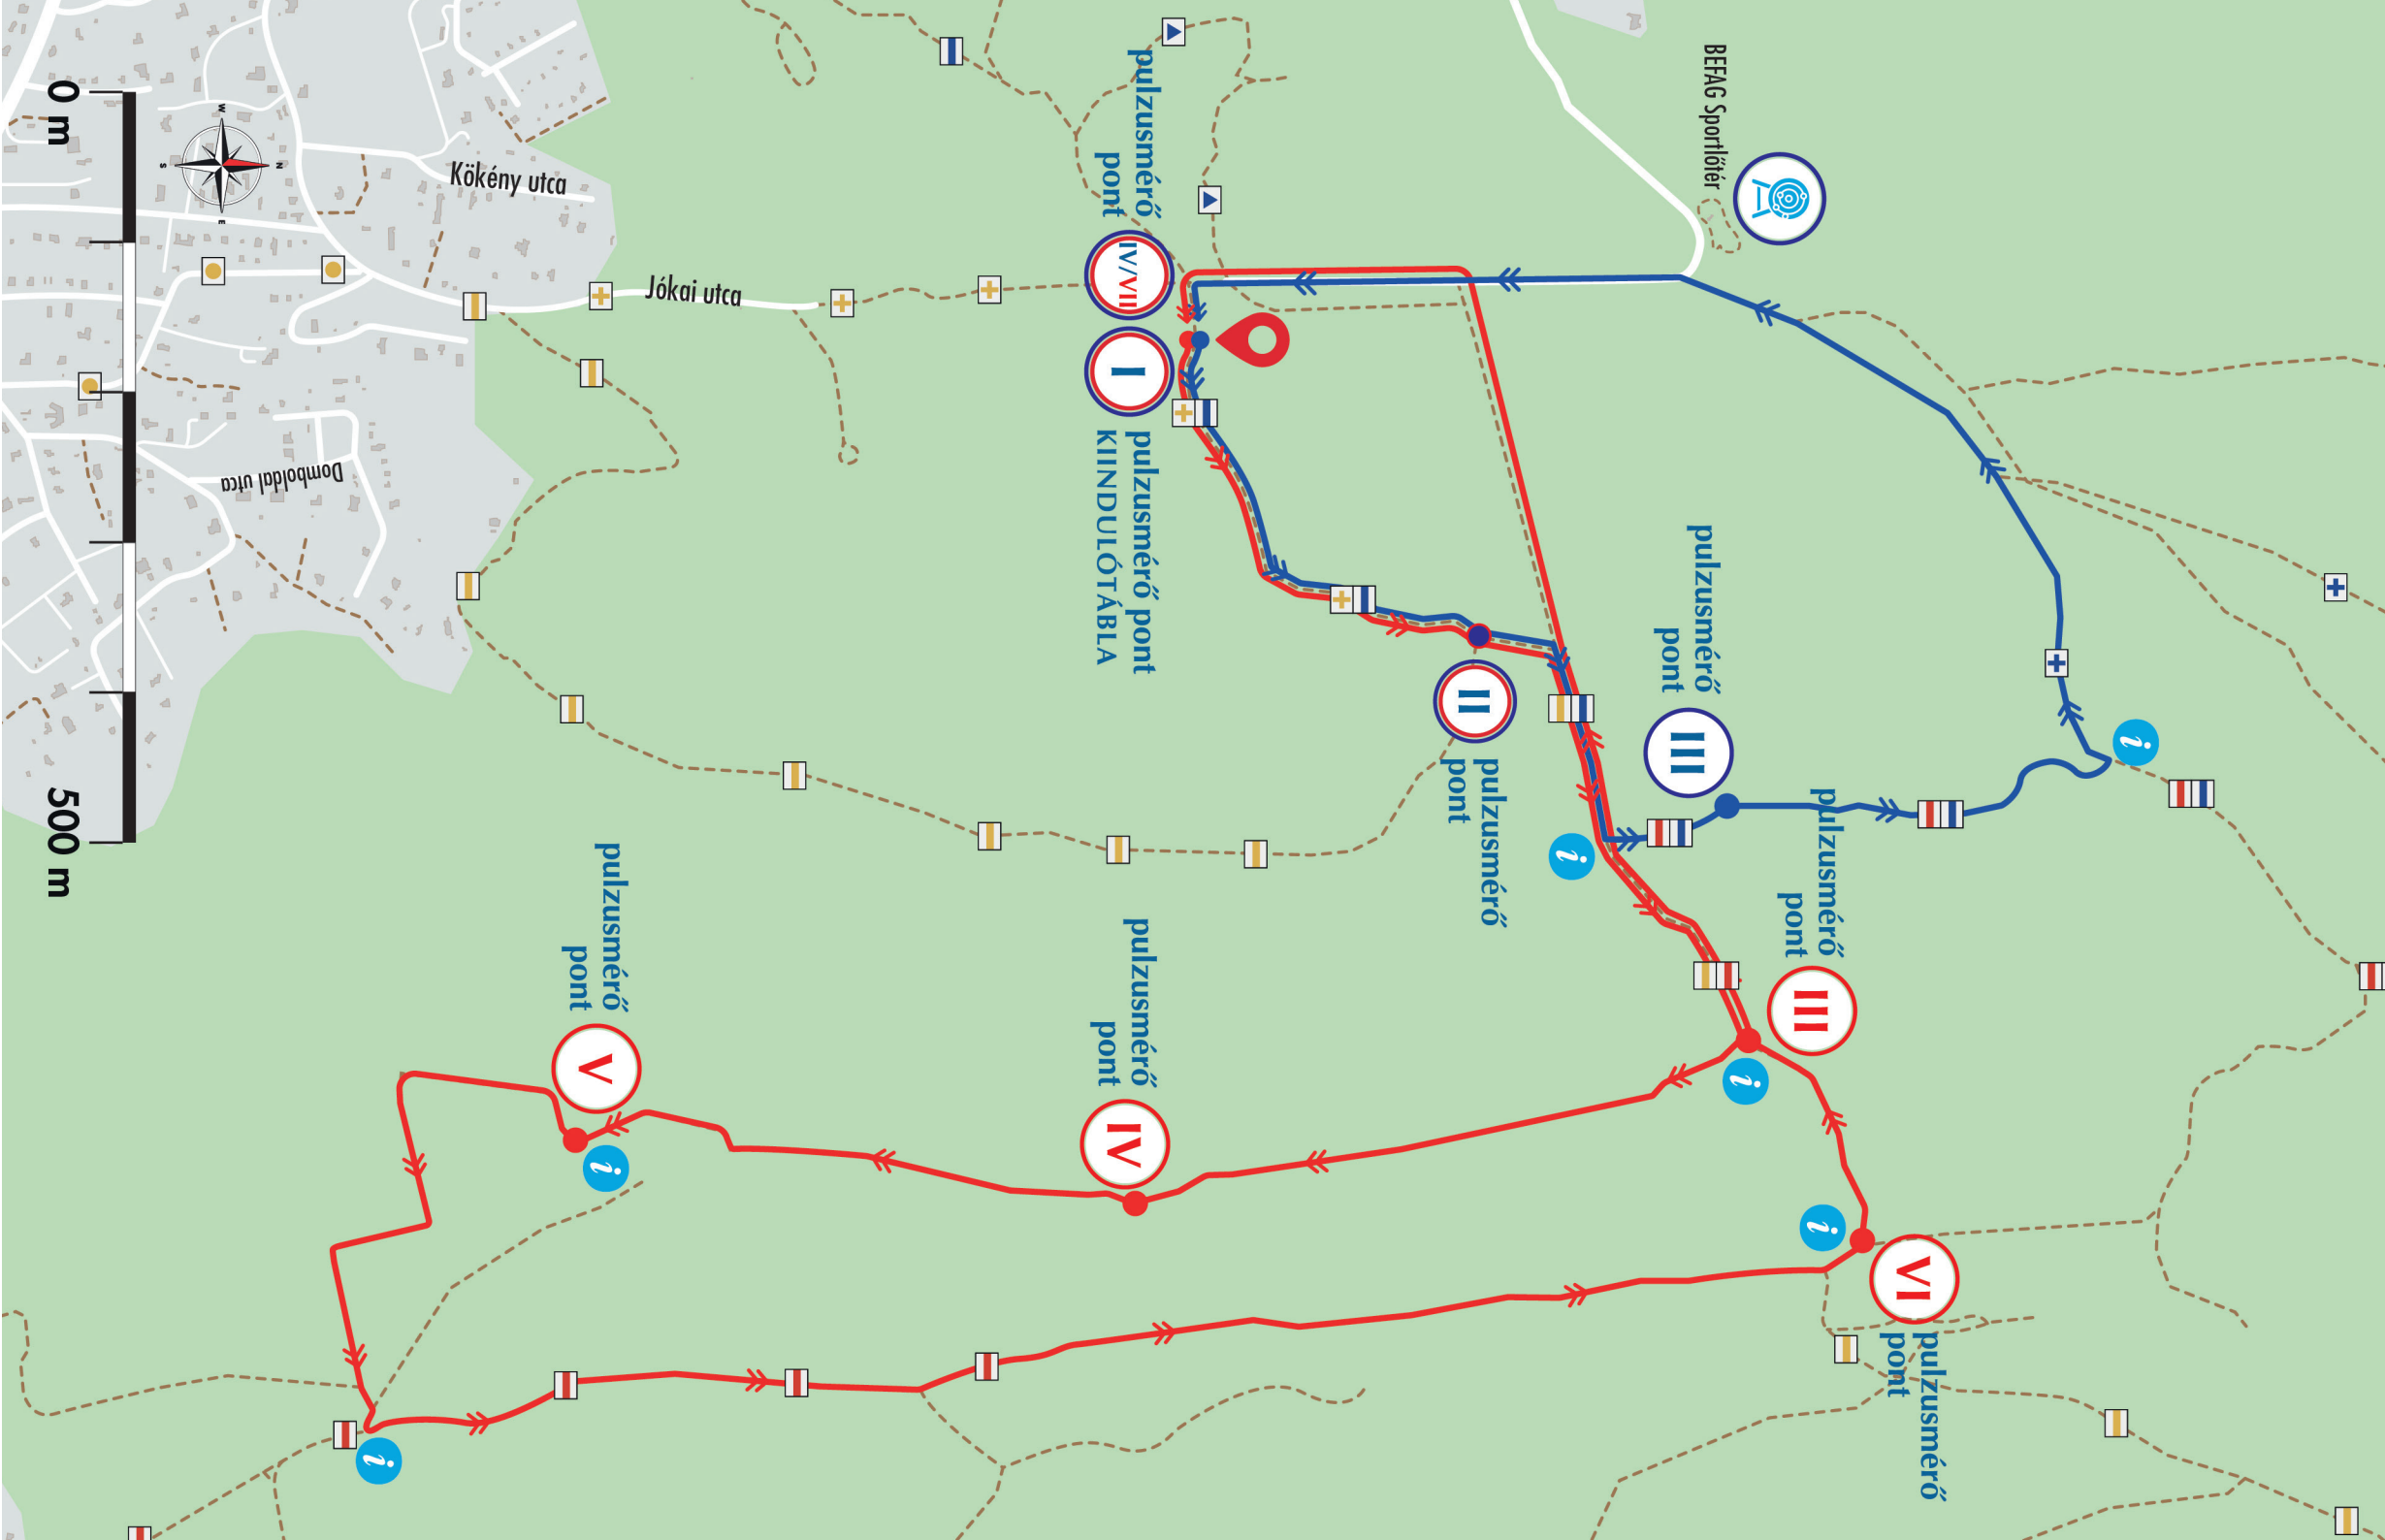 BEFAG Sportlőtér
pulzusmérő
pont
IV/VII
I
pulzusmérő pont
KIINDULÓTÁBLA
Kökény utca
Jókai utca
Domboldal utca
W
N
S
E
0 m
500 m
pulzusmérő
pont
III
II
pulzusmérő
pont
i
i
pulzusmérő
pont
III
i
pulzusmérő
pont
IV
pulzusmérő
pont
V
i
i
VI
pulzusmérő
pont
i